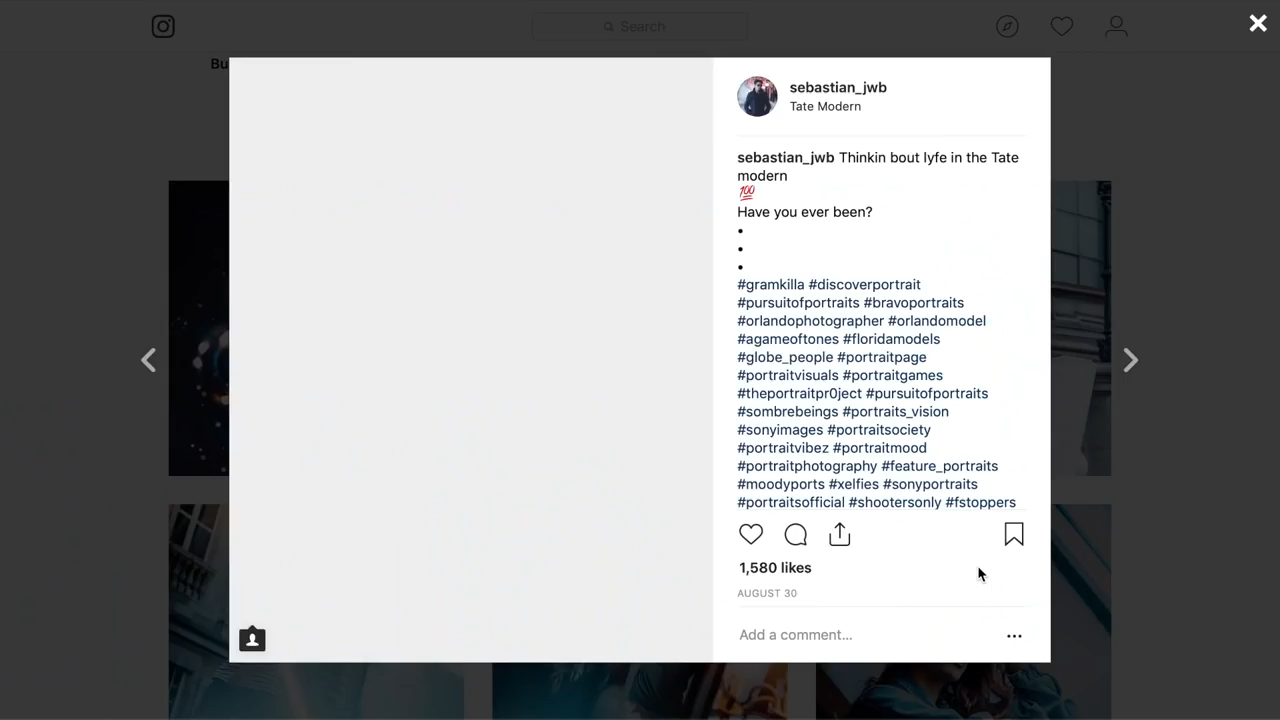 Search
Bu
sebastian_jwb
Tate Modern
sebastian_jwb Thinkin bout lyfe in the Tate
modern
💯
Have you ever been?
•
•
•
#gramkilla #discoverportrait
#pursuitofportraits #bravoportraits
#orlandophotographer #orlandomodel
#agameoftones #floridamodels
#globe_people #portraitpage
#portraitvisuals #portraitgames
#theportraitpr0ject #pursuitofportraits
#sombrebeings #portraits_vision
#sonyimages #portraitsociety
#portraitvibez #portraitmood
#portraitphotography #feature_portraits
#moodyports #xelfies #sonyportraits
#portraitsofficial #shootersonly #fstoppers
1,580 likes
AUGUST 30
Add a comment...